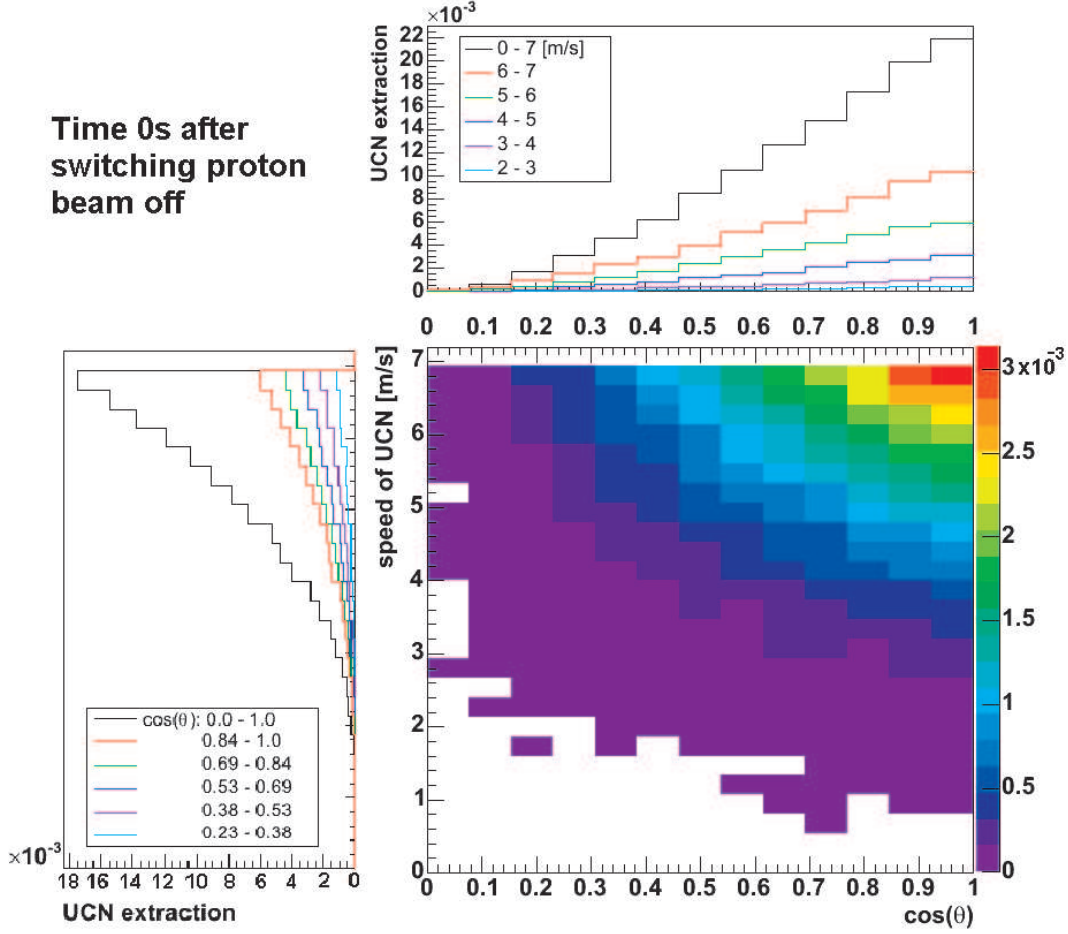 Time 0s after
switching proton
beam off
×10⁻³
UCN extraction
22
20
18
16
14
12
10
8
6
4
2
0
0 - 7 [m/s]
6 - 7
5 - 6
4 - 5
3 - 4
2 - 3
0 0.1 0.2 0.3 0.4 0.5 0.6 0.7 0.8 0.9 1
speed of UCN [m/s]
7
6
5
4
3
2
1
0
0 0.1 0.2 0.3 0.4 0.5 0.6 0.7 0.8 0.9 1
cos(θ)
3x10⁻³
2.5
2
1.5
1
0.5
0
cos(θ): 0.0 - 1.0
0.84 - 1.0
0.69 - 0.84
0.53 - 0.69
0.38 - 0.53
0.23 - 0.38
×10⁻³
18 16 14 12 10 8 6 4 2 0
UCN extraction